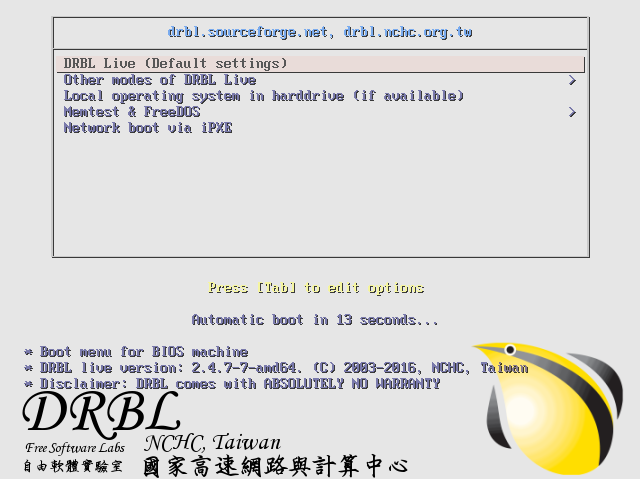 drbl.sourceforge.net, drbl.nchc.org.tw
DRBL Live (Default settings)
Other modes of DRBL Live >
Local operating system in harddrive (if available)
Memtest & FreeDOS >
Network boot via iPXE
Press [Tab] to edit options
Automatic boot in 13 seconds...
* Boot menu for BIOS machine
* DRBL live version: 2.4.7-7-amd64. (C) 2003-2016, NCHC, Taiwan
* Disclaimer: DRBL comes with ABSOLUTELY NO WARRANTY
DRBL
Free Software Labs
自由軟體實驗室
NCHC, Taiwan
國家高速網路與計算中心